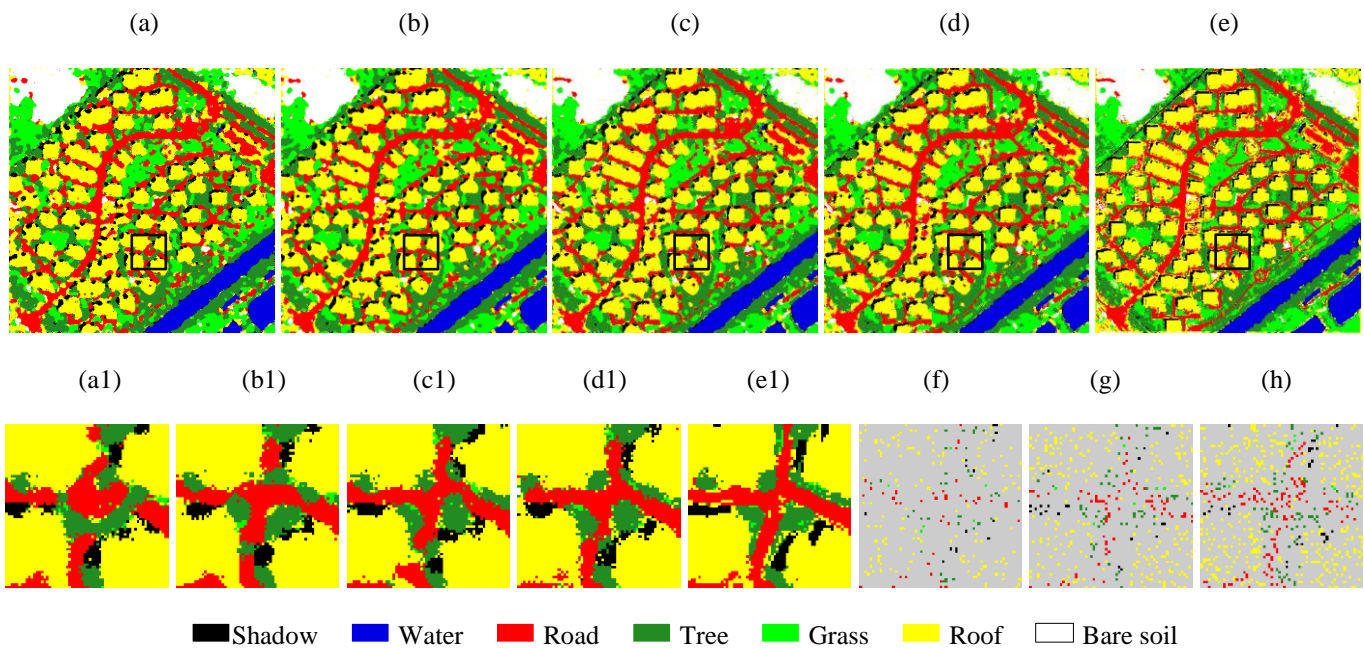 (a) (b) (c) (d) (e)
(a1) (b1) (c1) (d1) (e1) (f) (g) (h)
Shadow Water Road Tree Grass Roof Bare soil